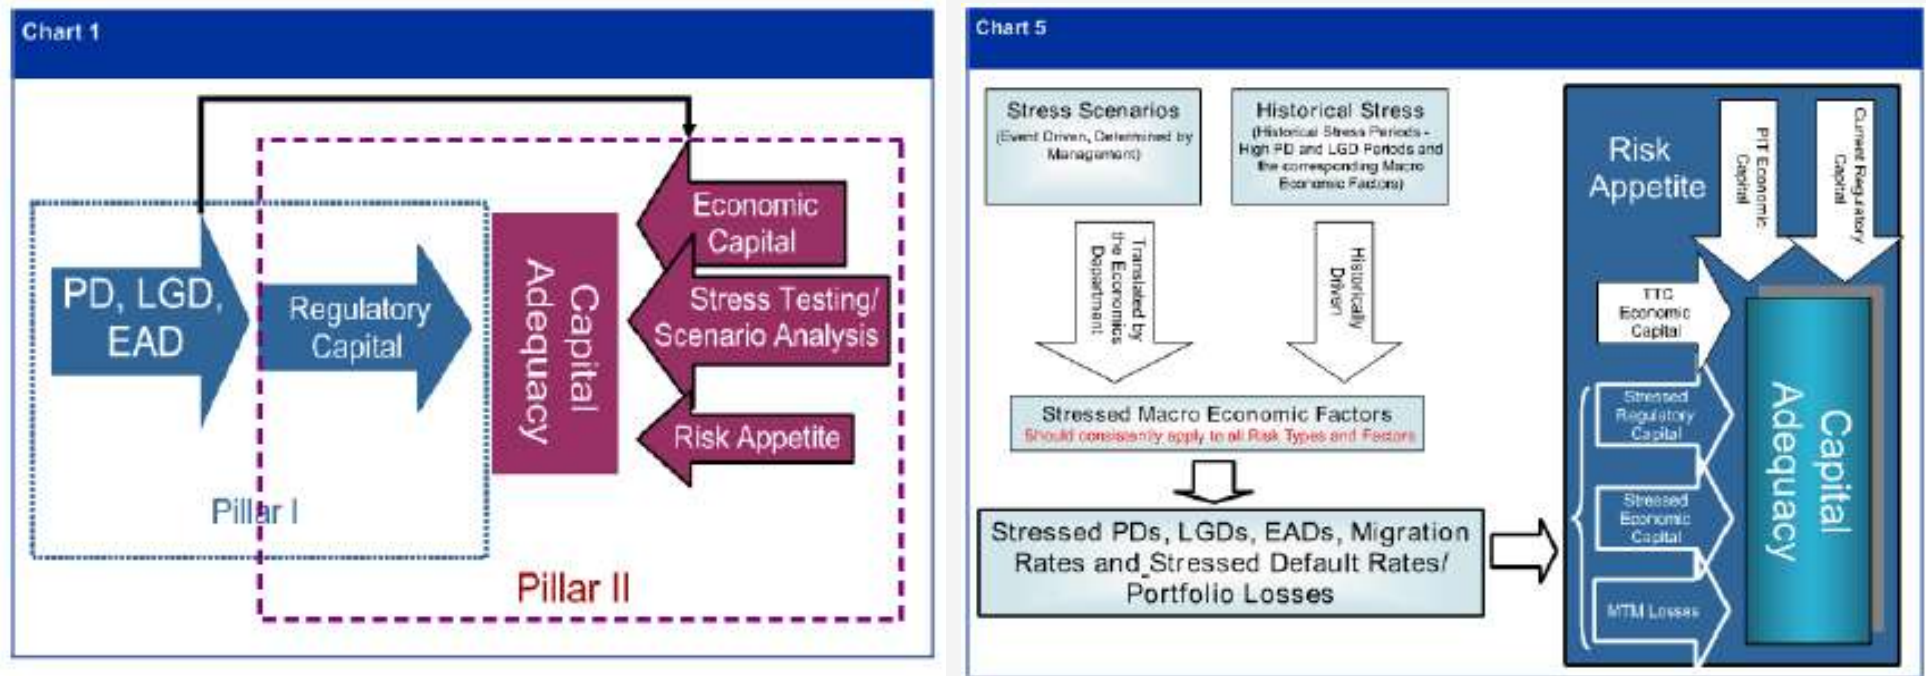 Chart 1
PD, LGD,
EAD
Regulatory
Capital
Capital
Adequacy
Economic
Capital
Stress Testing/
Scenario Analysis
Risk Appetite
Pillar I
Pillar II
Chart 5
Stress Scenarios
(Event Driven, Determined by
Management)
Historical Stress
(Historical Stress Periods -
High PD and LGD Periods and
the corresponding Macro
Economic Factors)
Translated by
the Economics
Department
Historically
Driven
Stressed Macro Economic Factors
Should consistently apply to all Risk Types and Factors
Stressed PDs, LGDs, EADs, Migration
Rates and Stressed Default Rates/
Portfolio Losses
Risk
Appetite
PIT Economic
Capital
Current Regulatory
Capital
TTC
Economic
Capital
Stressed
Regulatory
Capital
Stressed
Economic
Capital
MTM Losses
Capital
Adequacy